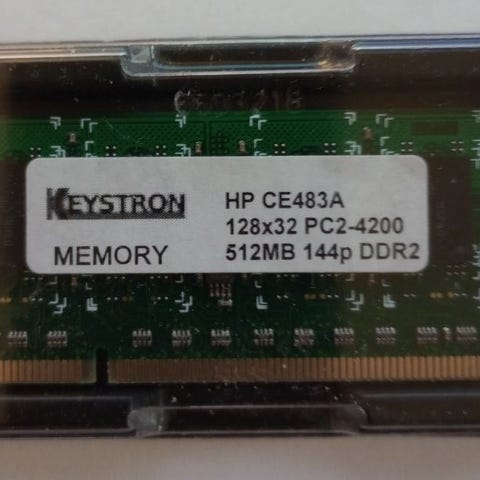 KEYSTRON
MEMORY
HP CE483A
128x32 PC2-4200
512MB 144p DDR2